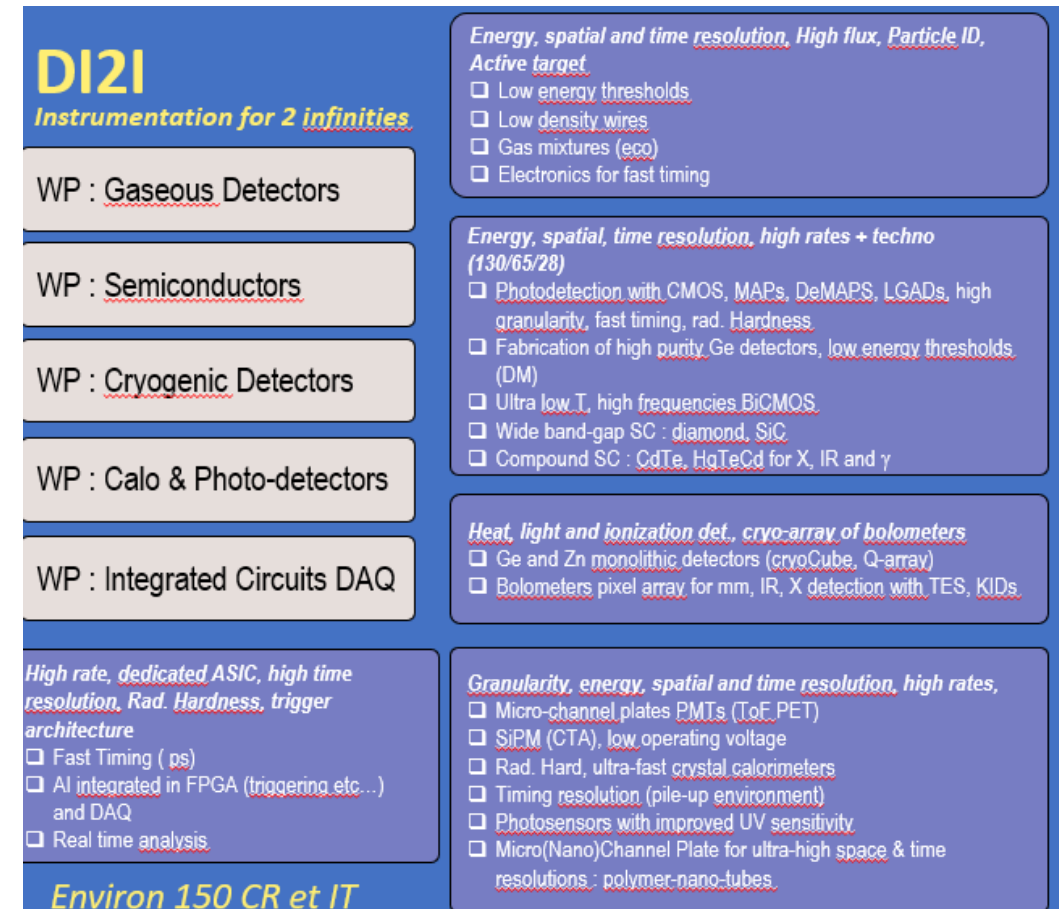 DI2I
Instrumentation for 2 infinities
WP : Gaseous Detectors
WP : Semiconductors
WP : Cryogenic Detectors
WP : Calo & Photo-detectors
WP : Integrated Circuits DAQ
High rate, dedicated ASIC, high time
resolution, Rad. Hardness, trigger
architecture
❑ Fast Timing ( ps)
❑ AI integrated in FPGA (triggering etc…)
and DAQ
❑ Real time analysis
Environ 150 CR et IT
Energy, spatial and time resolution, High flux, Particle ID,
Active target
❑ Low energy thresholds
❑ Low density wires
❑ Gas mixtures (eco)
❑ Electronics for fast timing
Energy, spatial, time resolution, high rates + techno
(130/65/28)
❑ Photodetection with CMOS, MAPs, DeMAPS, LGADs, high
granularity, fast timing, rad. Hardness
❑ Fabrication of high purity Ge detectors, low energy thresholds
(DM)
❑ Ultra low T, high frequencies BiCMOS
❑ Wide band-gap SC : diamond, SiC
❑ Compound SC : CdTe, HgTeCd for X, IR and γ
Heat, light and ionization det., cryo-array of bolometers
❑ Ge and Zn monolithic detectors (cryoCube, Q-array)
❑ Bolometers pixel array for mm, IR, X detection with TES, KIDs
Granularity, energy, spatial and time resolution, high rates,
❑ Micro-channel plates PMTs (ToF PET)
❑ SiPM (CTA), low operating voltage
❑ Rad. Hard, ultra-fast crystal calorimeters
❑ Timing resolution (pile-up environment)
❑ Photosensors with improved UV sensitivity
❑ Micro(Nano)Channel Plate for ultra-high space & time
resolutions : polymer-nano-tubes